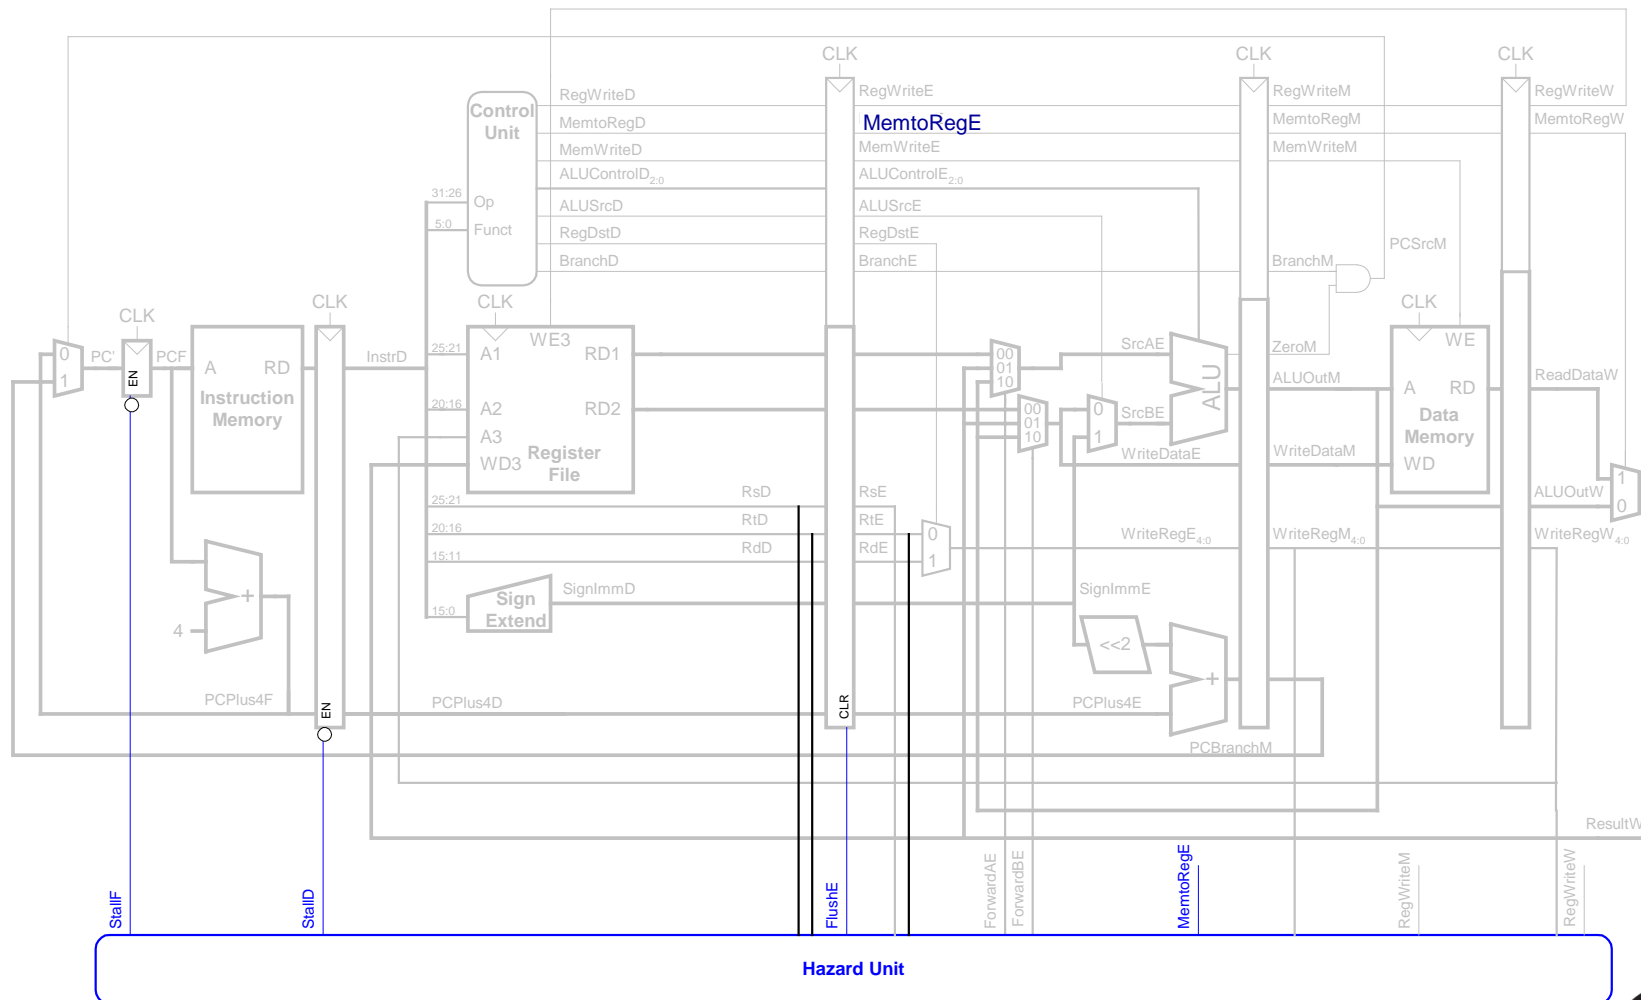 CLK CLK CLK
RegWriteD RegWriteE RegWriteM RegWriteW
Control
Unit
MemtoRegD MemtoRegE MemtoRegM MemtoRegW
MemWriteD MemWriteE MemWriteM
ALUControlD2:0 ALUControlE2:0
31:26 Op ALUSrcD ALUSrcE
5:0 Funct RegDstD RegDstE PCSrcM
BranchD BranchE BranchM
CLK CLK CLK CLK
WE3 WE
0 PC' PCF A RD InstrD 25:21 A1 RD1 00 SrcAE ZeroM
1 EN 01 ALU ALUOutM A RD ReadDataW
10
Instruction
Memory
20:16 A2 RD2 00 0 SrcBE Data
01 Memory
A3 10 1
Register
File
WD3 WriteDataE WriteDataM WD
1
25:21 RsD RsE ALUOutW 0
20:16 RtD RtE 0 WriteRegE4:0 WriteRegM4:0 WriteRegW4:0
15:11 RdD RdE 1
+ Sign
Extend
SignImmD SignImmE
15:0
4 <<2
+
PCPlus4F EN PCPlus4D CLR PCPlus4E
PCBranchM
ResultW
StallF StallD FlushE ForwardAE ForwardBE MemtoRegE RegWriteM RegWriteW
Hazard Unit